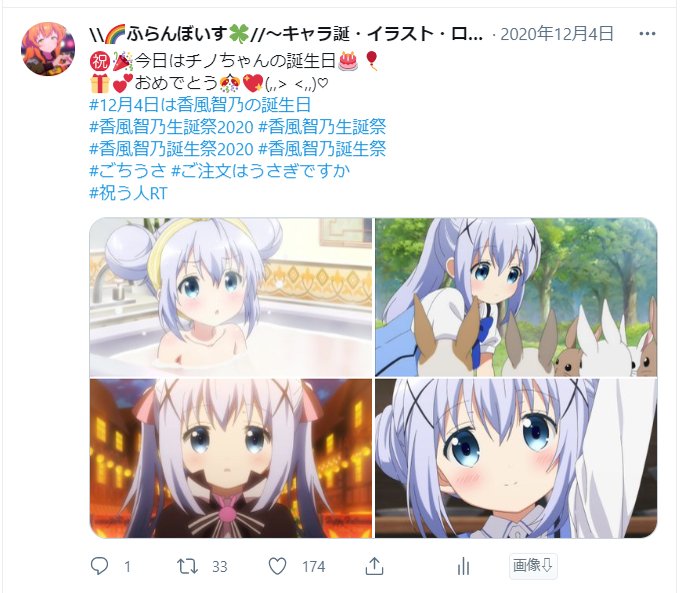 \\🌈ふらんぼいす🍀//～キャラ誕・イラスト・ロ... · 2020年12月4日
㊗️🎉今日はチノちゃんの誕生日🎂🎈
🎁💕おめでとう🎊💖(,,> <,,)♡
#12月4日は香風智乃の誕生日
#香風智乃生誕祭2020 #香風智乃生誕祭
#香風智乃誕生祭2020 #香風智乃誕生祭
#ごちうさ #ご注文はうさぎですか
#祝う人RT
1 33 174 画像⇩